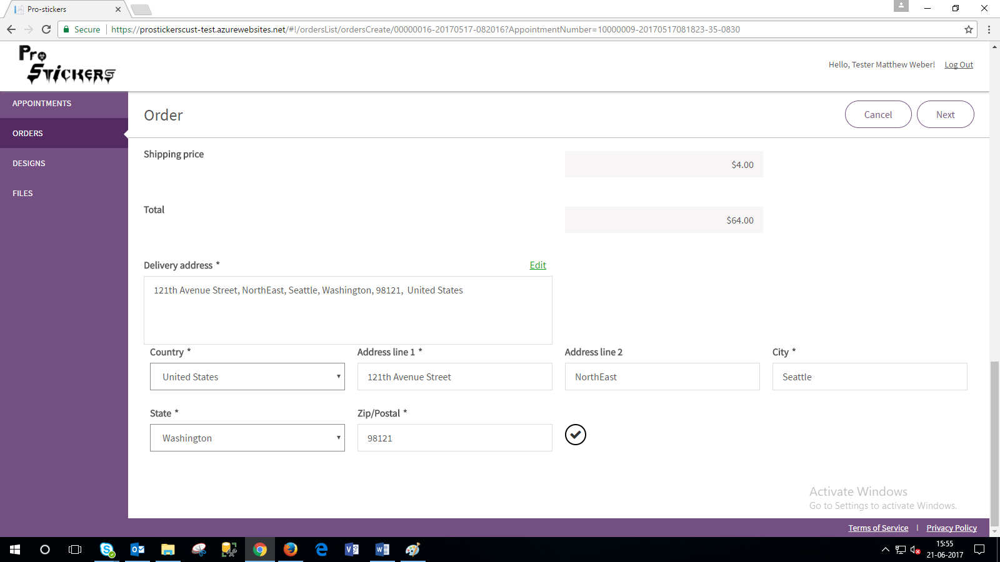 Pro-stickers
Secure https://prostickerscust-test.azurewebsites.net/#!/ordersList/ordersCreate/00000016-20170517-082016?AppointmentNumber=10000009-20170517081823-35-0830
Pro
Stickers
Hello, Tester Matthew Weber! Log Out
APPOINTMENTS
ORDERS
DESIGNS
FILES
Order
Cancel Next
Shipping price
$4.00
Total
$64.00
Delivery address * Edit
121th Avenue Street, NorthEast, Seattle, Washington, 98121, United States
Country * Address line 1 * Address line 2 City *
United States 121th Avenue Street NorthEast Seattle
State * Zip/Postal *
Washington 98121
Activate Windows
Go to Settings to activate Windows.
Terms of Service | Privacy Policy
15:55
21-06-2017